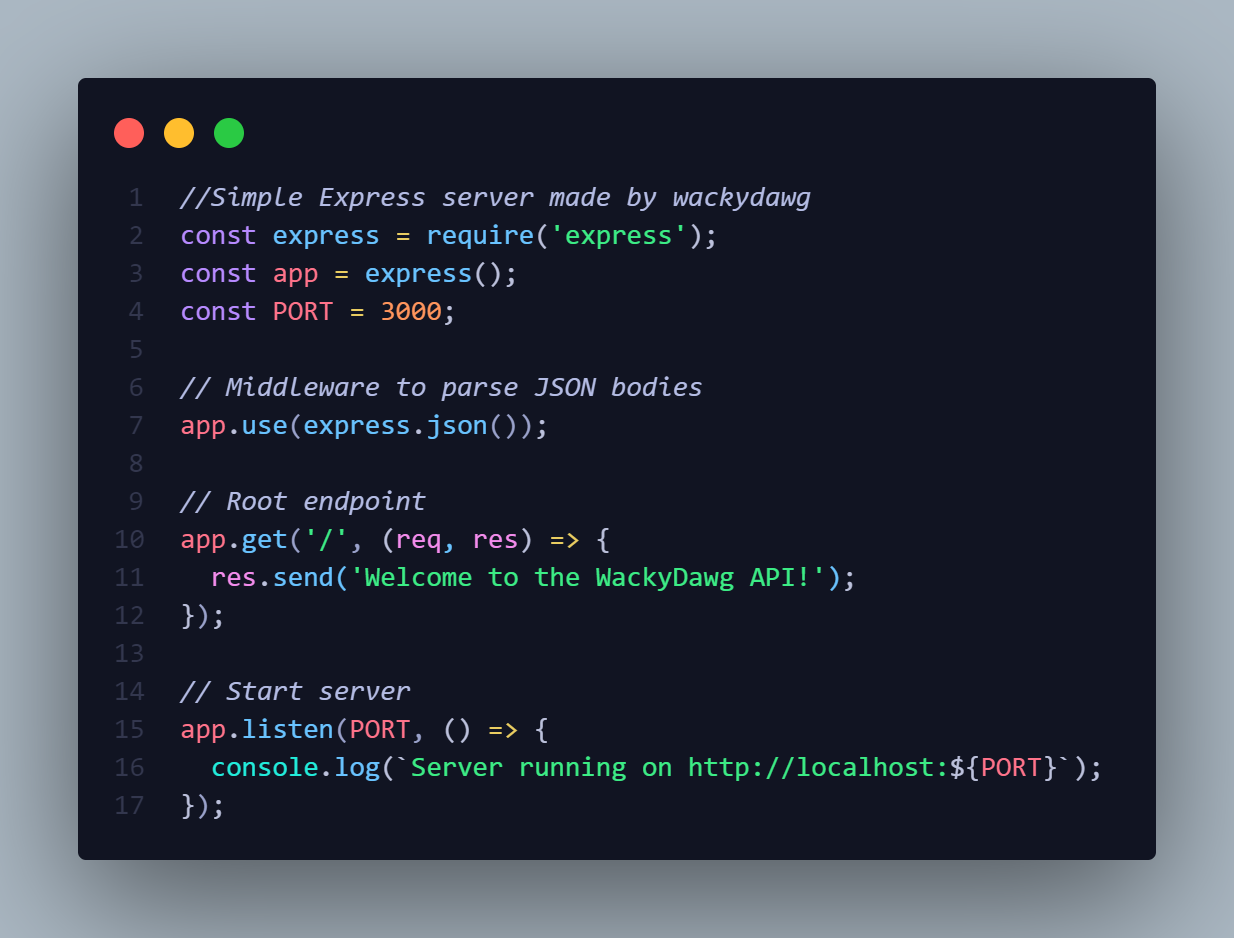 1 //Simple Express server made by wackydawg
2 const express = require('express');
3 const app = express();
4 const PORT = 3000;
5
6 // Middleware to parse JSON bodies
7 app.use(express.json());
8
9 // Root endpoint
10 app.get('/', (req, res) => {
11   res.send('Welcome to the WackyDawg API!');
12 });
13
14 // Start server
15 app.listen(PORT, () => {
16   console.log(`Server running on http://localhost:${PORT}`);
17 });